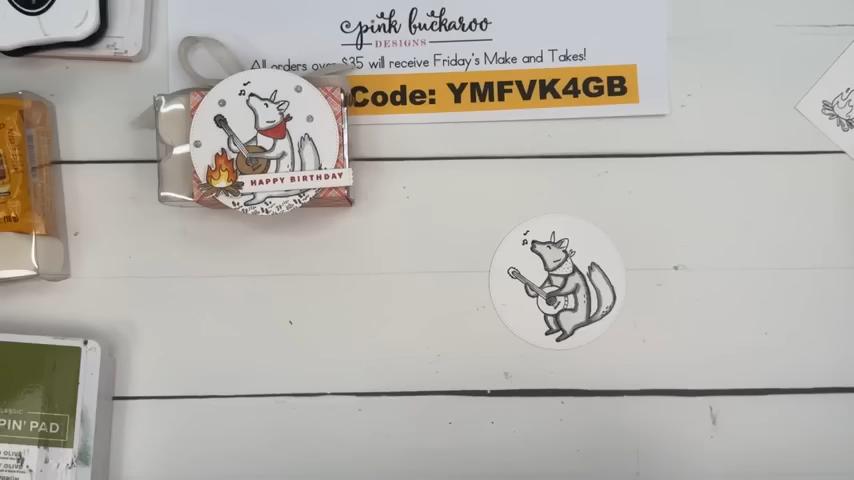 pink buckaroo
DESIGNS
All orders over $35 will receive Friday's Make and Takes!
Code: YMFVK4GB
HAPPY BIRTHDAY
CLASSIC
PIN' PAD
OLIVE